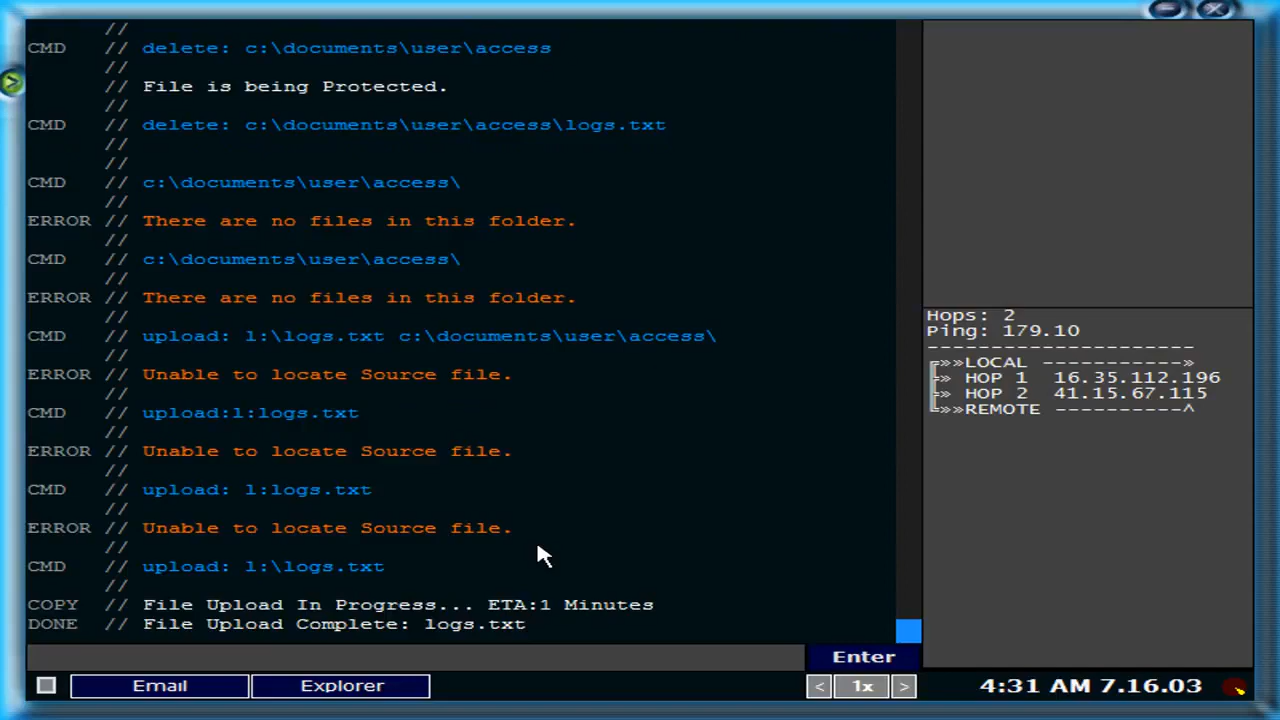 //
CMD // delete: c:\documents\user\access
//
// File is being Protected.
//
CMD // delete: c:\documents\user\access\logs.txt
//
//
CMD // c:\documents\user\access\
//
ERROR // There are no files in this folder.
//
CMD // c:\documents\user\access\
//
ERROR // There are no files in this folder.
//
CMD // upload: l:\logs.txt c:\documents\user\access\
//
ERROR // Unable to locate Source file.
//
CMD // upload:l:logs.txt
//
ERROR // Unable to locate Source file.
//
CMD // upload: l:logs.txt
//
ERROR // Unable to locate Source file.
//
CMD // upload: l:\logs.txt
//
COPY // File Upload In Progress... ETA:1 Minutes
DONE // File Upload Complete: logs.txt
Enter
Hops: 2
Ping: 179.10
---------------------
╔»»LOCAL -----------»
╠» HOP 1 16.35.112.196
╠» HOP 2 41.15.67.115
╚»»REMOTE ----------^
Email Explorer < 1x > 4:31 AM 7.16.03